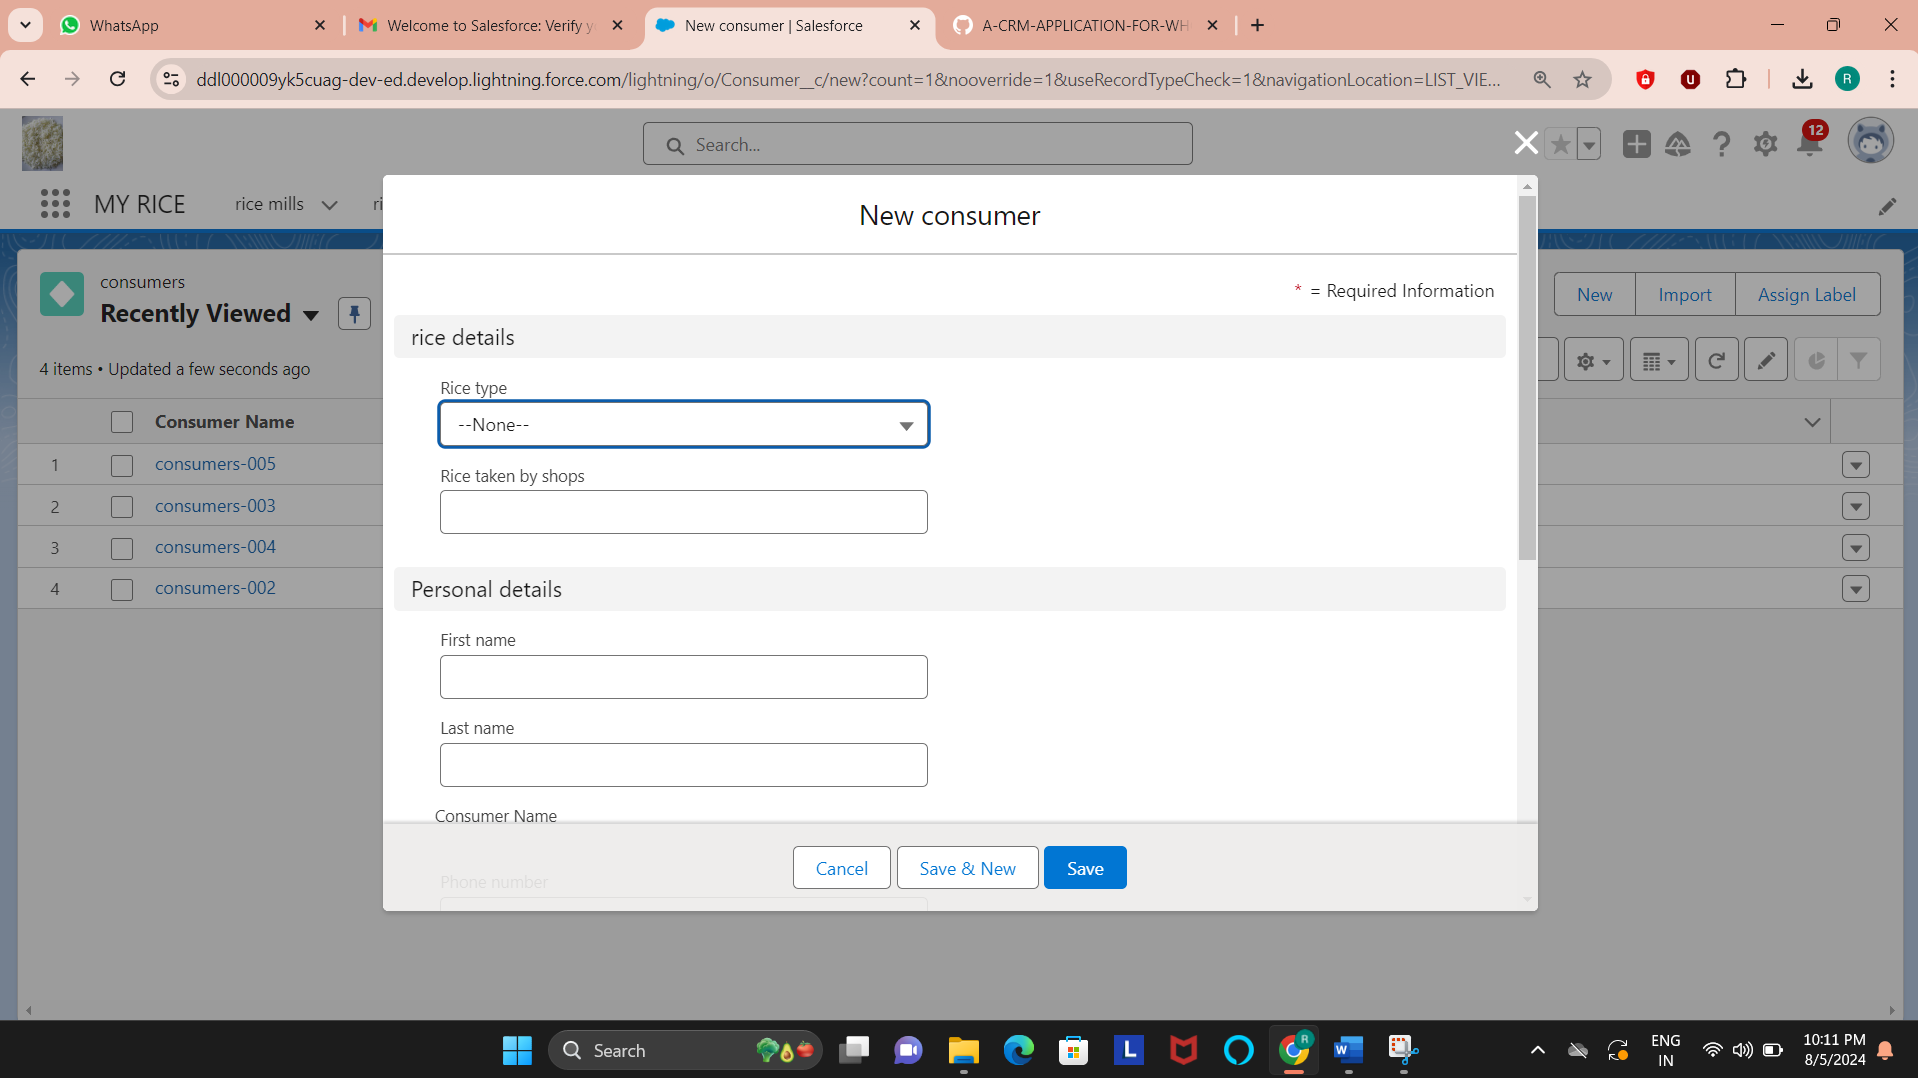 WhatsApp
Welcome to Salesforce: Verify yo
New consumer | Salesforce
A-CRM-APPLICATION-FOR-WH
ddl000009yk5cuag-dev-ed.develop.lightning.force.com/lightning/o/Consumer__c/new?count=1&nooverride=1&useRecordTypeCheck=1&navigationLocation=LIST_VIE...
R
Search...
12
MY RICE
rice mills
ri
New consumer
* = Required Information
consumers
Recently Viewed
New
Import
Assign Label
4 items • Updated a few seconds ago
Consumer Name
1 consumers-005
2 consumers-003
3 consumers-004
4 consumers-002
rice details
Rice type
--None--
Rice taken by shops
Personal details
First name
Last name
Consumer Name
Phone number
Cancel
Save & New
Save
Search
L
R
W
ENG
IN
10:11 PM
8/5/2024